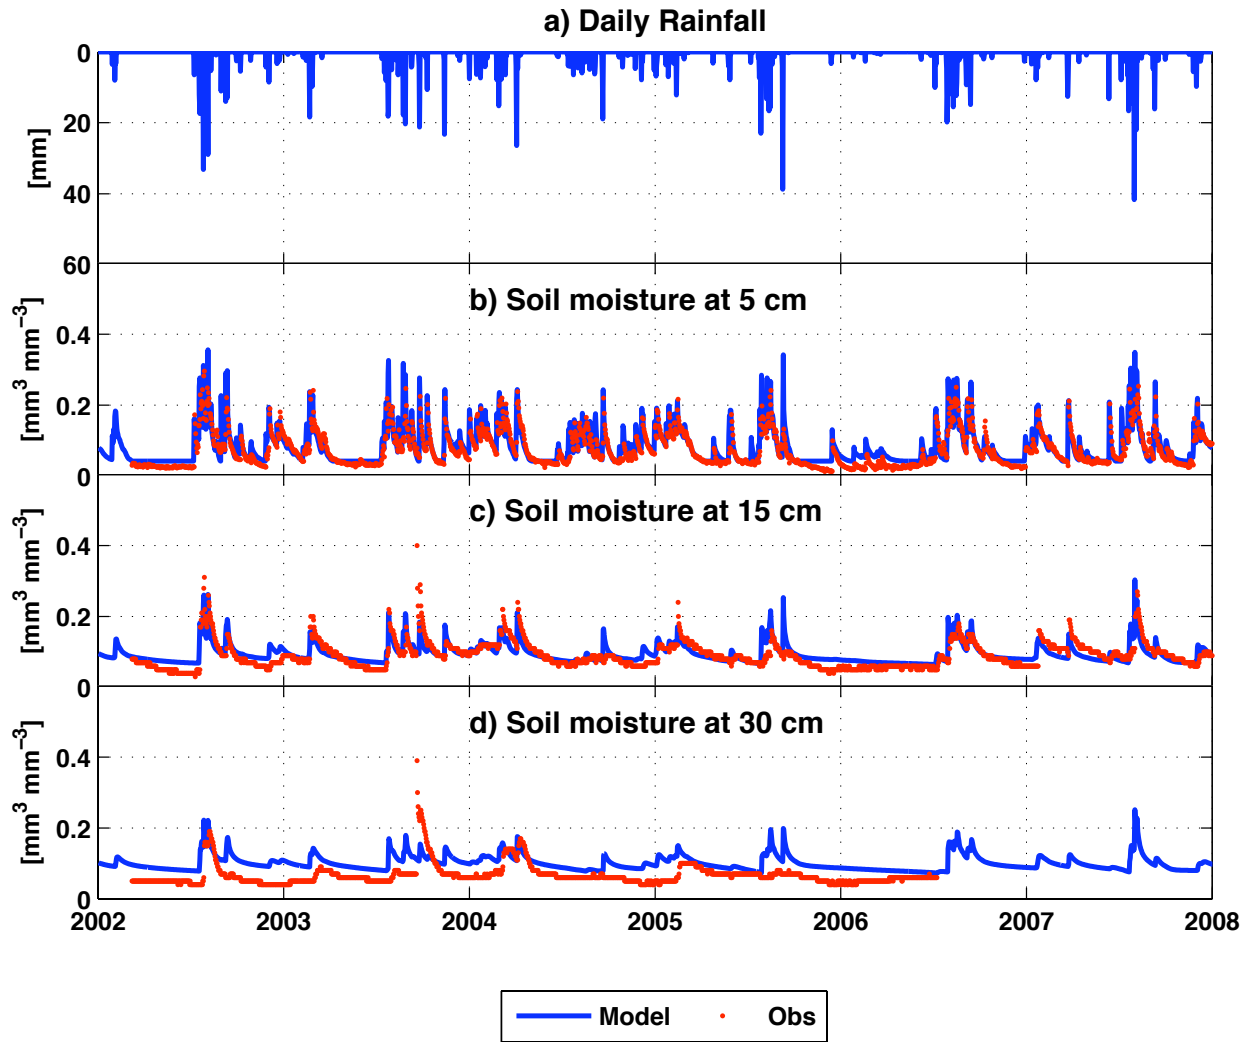 a) Daily Rainfall
0
20
40
60
[mm]
b) Soil moisture at 5 cm
0.4
0.2
0
[mm³ mm⁻³]
c) Soil moisture at 15 cm
0.4
0.2
0
[mm³ mm⁻³]
d) Soil moisture at 30 cm
0.4
0.2
0
[mm³ mm⁻³]
2002 2003 2004 2005 2006 2007 2008
Model Obs